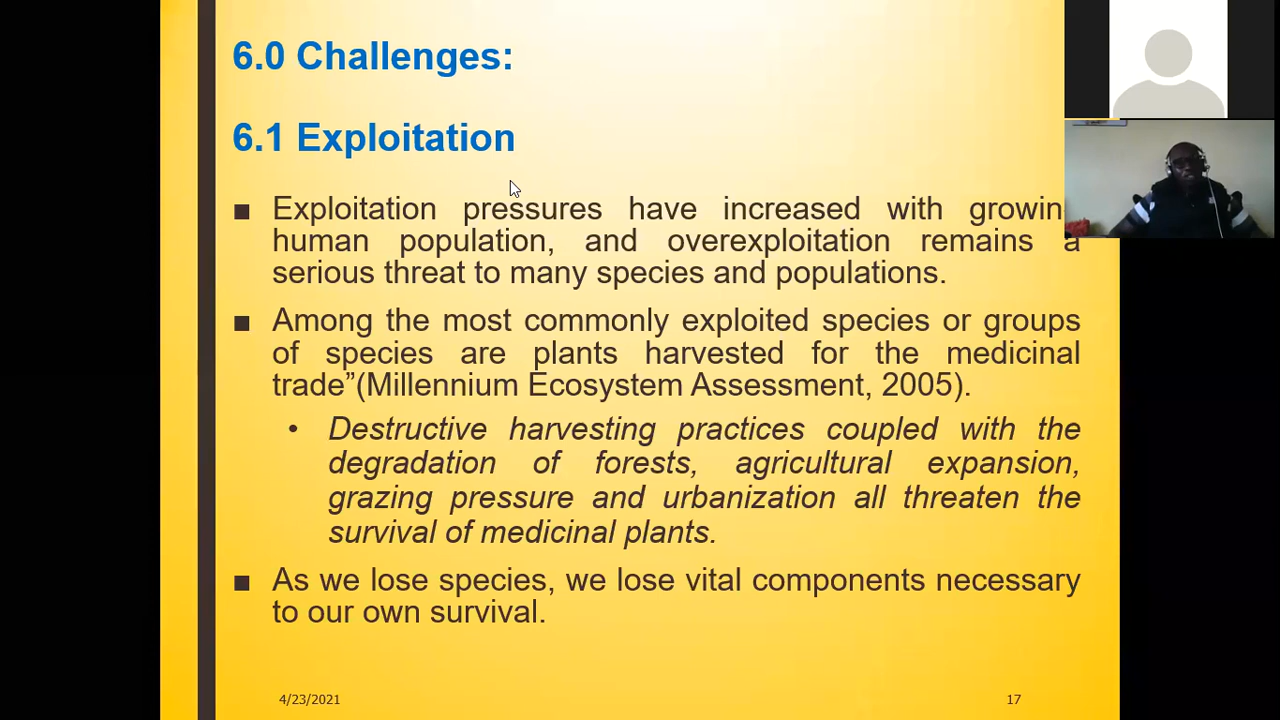 6.0 Challenges:
6.1 Exploitation
■ Exploitation pressures have increased with growin
human population, and overexploitation remains a
serious threat to many species and populations.
■ Among the most commonly exploited species or groups
of species are plants harvested for the medicinal
trade”(Millennium Ecosystem Assessment, 2005).
• Destructive harvesting practices coupled with the
degradation of forests, agricultural expansion,
grazing pressure and urbanization all threaten the
survival of medicinal plants.
■ As we lose species, we lose vital components necessary
to our own survival.
4/23/2021
17